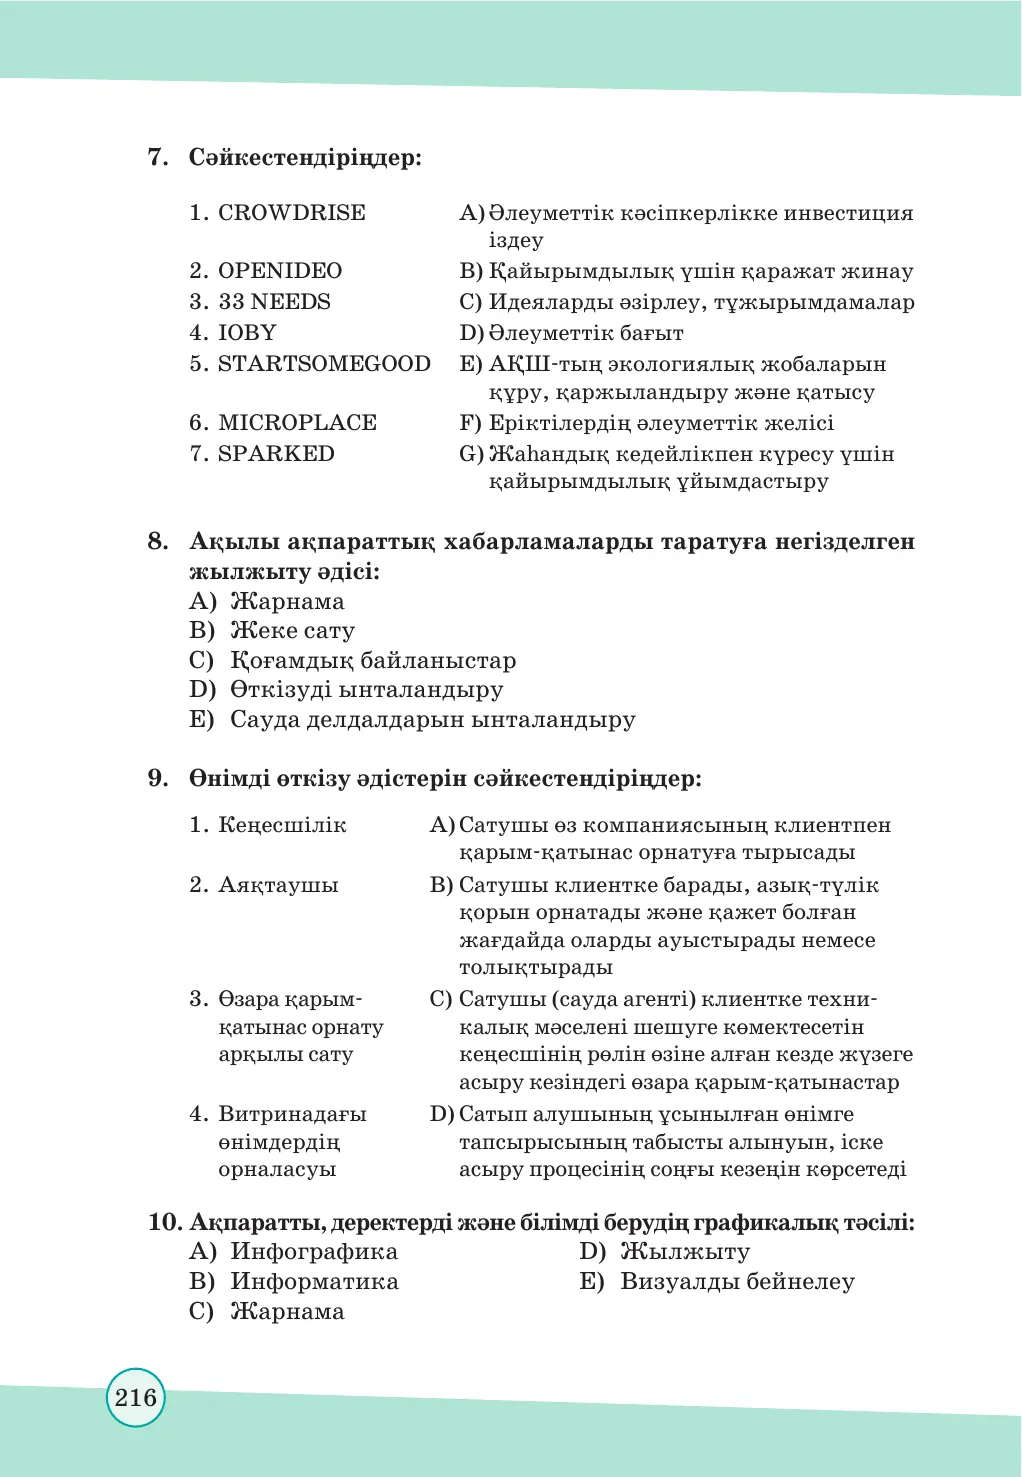 7. Сәйкестендіріңдер:
1. CROWDRISE A) Әлеуметтік кәсіпкерлікке инвестиция
іздеу
2. OPENIDEO B) Қайырымдылық үшін қаражат жинау
3. 33 NEEDS C) Идеяларды әзірлеу, тұжырымдамалар
4. IOBY D) Әлеуметтік бағыт
5. STARTSOMEGOOD E) АҚШ-тың экологиялық жобаларын
құру, қаржыландыру және қатысу
6. MICROPLACE F) Еріктілердің әлеуметтік желісі
7. SPARKED G) Жаһандық кедейлікпен күресу үшін
қайырымдылық ұйымдастыру
8. Ақылы ақпараттық хабарламаларды таратуға негізделген
жылжыту әдісі:
A) Жарнама
B) Жеке сату
C) Қоғамдық байланыстар
D) Өткізуді ынталандыру
E) Сауда делдалдарын ынталандыру
9. Өнімді өткізу әдістерін сәйкестендіріңдер:
1. Кеңесшілік A) Сатушы өз компаниясының клиентпен
қарым-қатынас орнатуға тырысады
2. Аяқтаушы B) Сатушы клиентке барады, азық-түлік
қорын орнатады және қажет болған
жағдайда оларды ауыстырады немесе
толықтырады
3. Өзара қарым- C) Сатушы (сауда агенті) клиентке техни-
қатынас орнату калық мәселені шешуге көмектесетін
арқылы сату кеңесшінің рөлін өзіне алған кезде жүзеге
асыру кезіндегі өзара қарым-қатынастар
4. Витринадағы D) Сатып алушының ұсынылған өнімге
өнімдердің тапсырысының табысты алынуын, іске
орналасуы асыру процесінің соңғы кезеңін көрсетеді
10. Ақпаратты, деректерді және білімді берудің графикалық тәсілі:
A) Инфографика D) Жылжыту
B) Информатика E) Визуалды бейнелеу
C) Жарнама
216